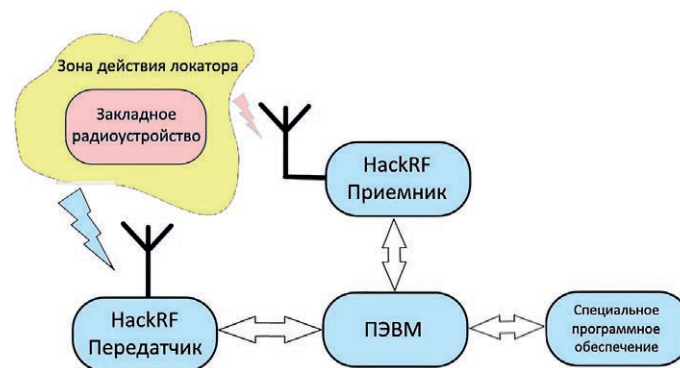 Зона действия локатора
Закладное
радиоустройство
HackRF
Приемник
HackRF
Передатчик
ПЭВМ
Специальное
программное
обеспечение